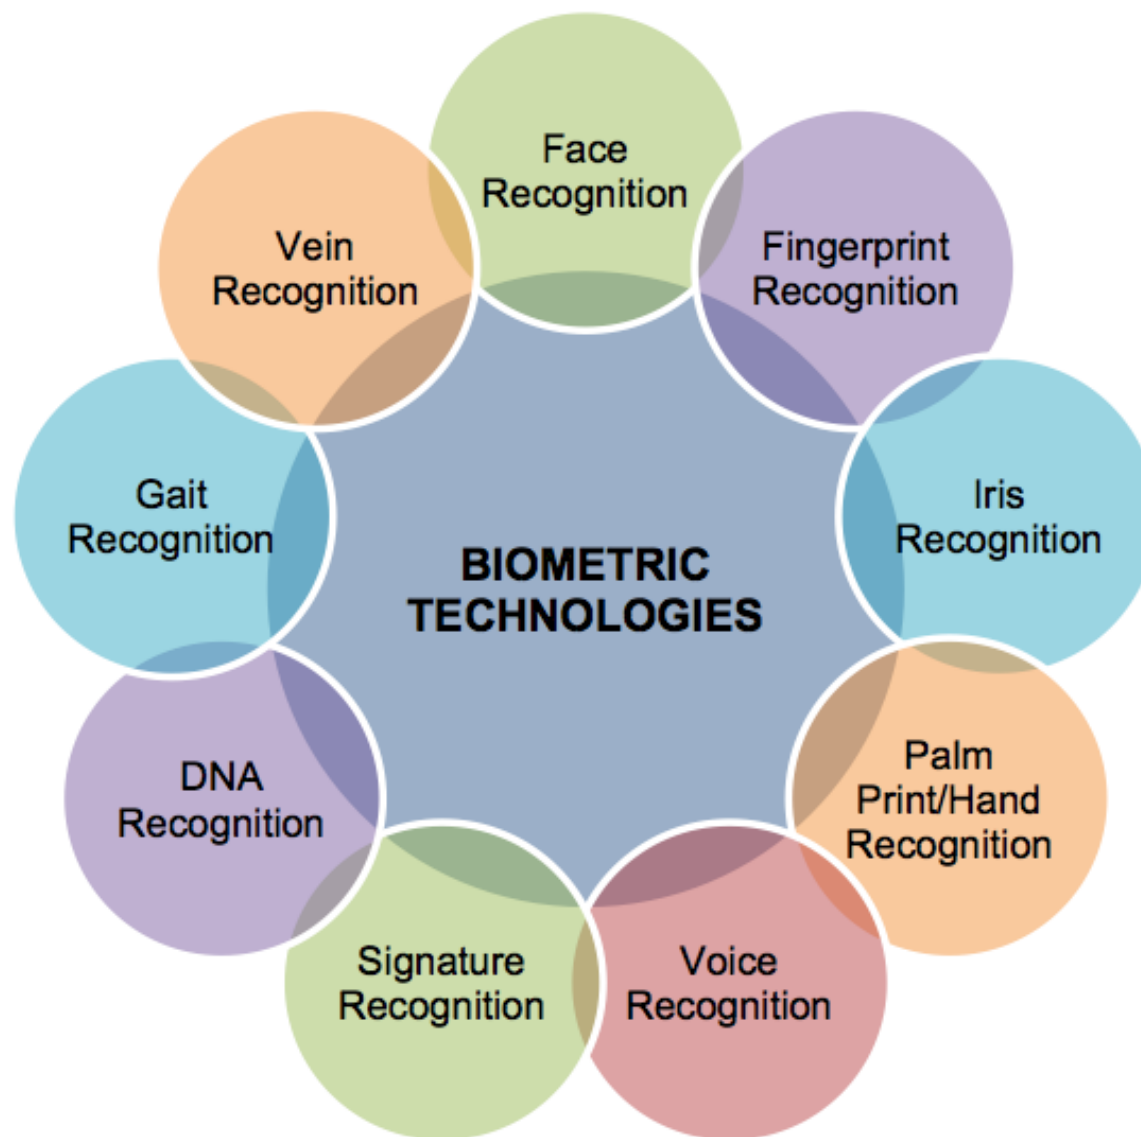 Face
Recognition
Fingerprint
Recognition
Iris
Recognition
Palm
Print/Hand
Recognition
Voice
Recognition
Signature
Recognition
DNA
Recognition
Gait
Recognition
Vein
Recognition
BIOMETRIC
TECHNOLOGIES